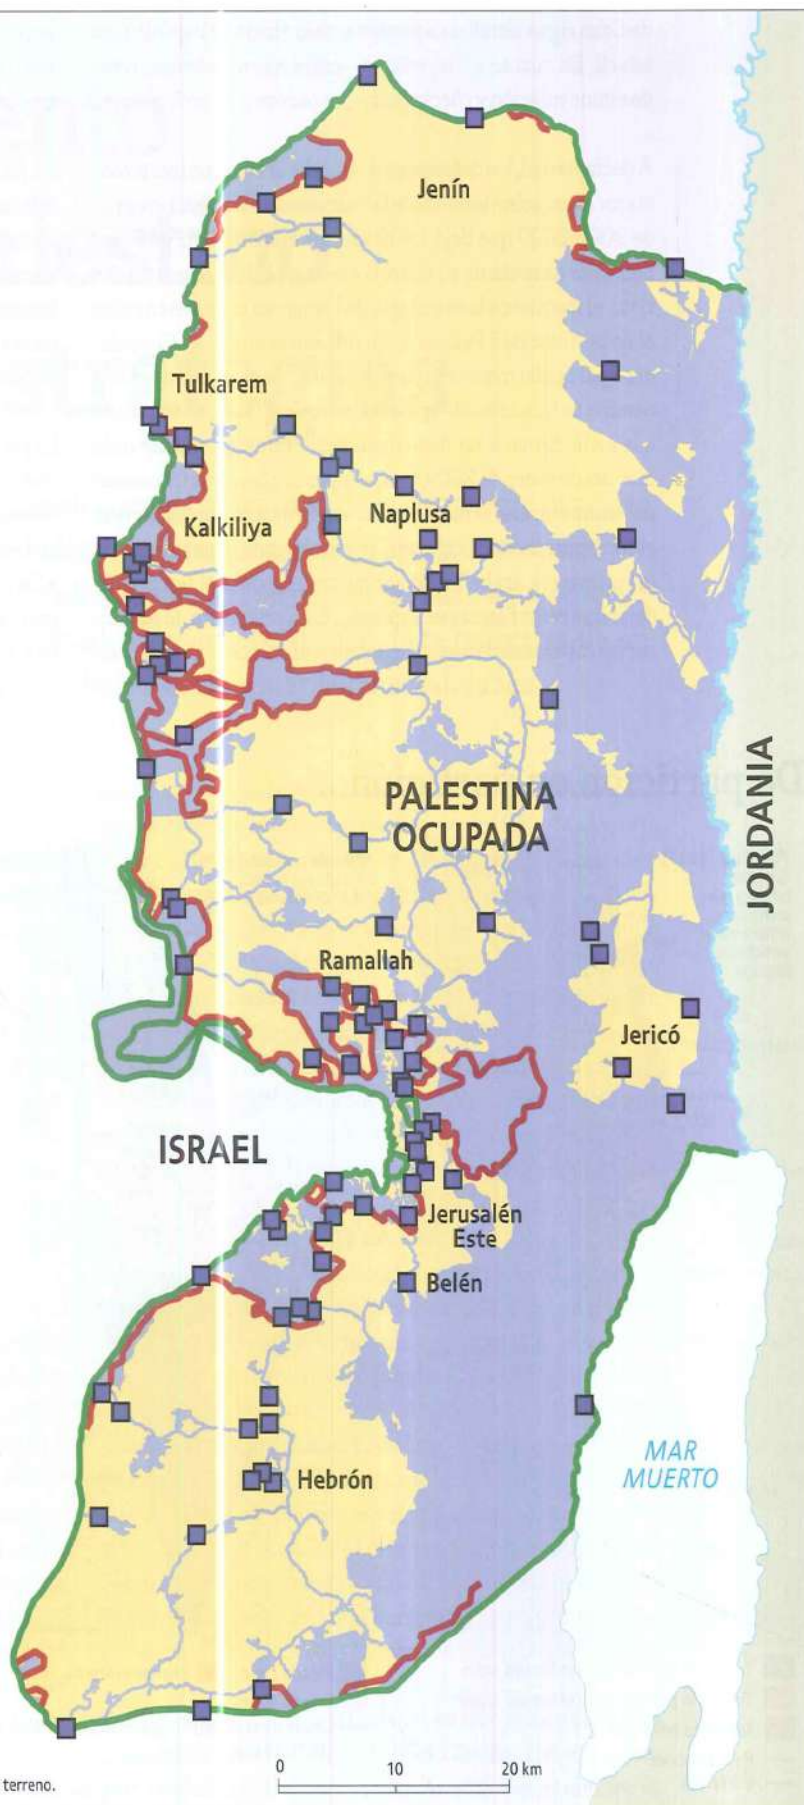 Jenín
Tulkarem
Kalkiliya
Naplusa
PALESTINA
OCUPADA
JORDANIA
Ramallah
Jericó
ISRAEL
Jerusalén
Este
Belén
MAR
MUERTO
Hebrón
terreno.
0 10 20 km